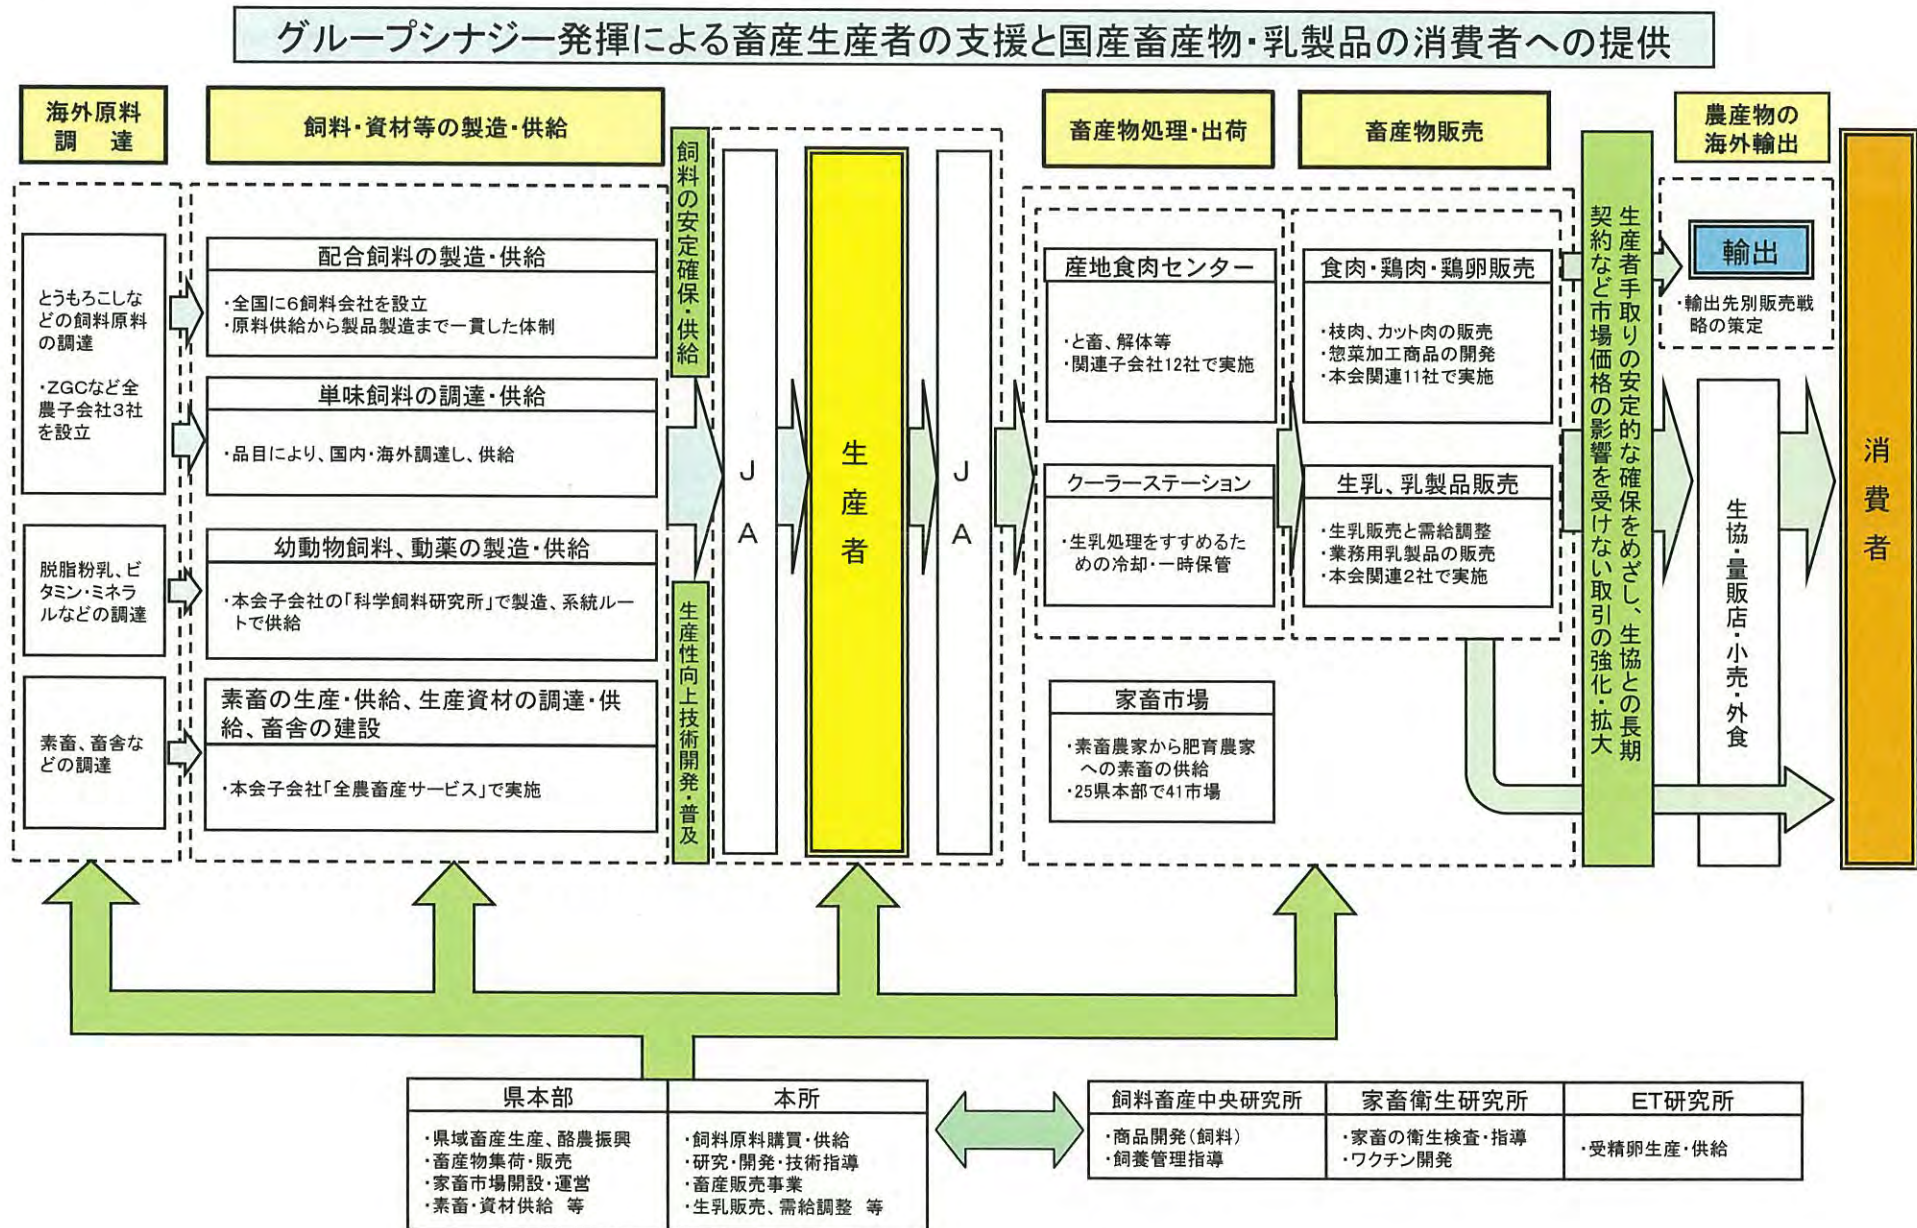 グループシナジー発揮による畜産生産者の支援と国産畜産物・乳製品の消費者への提供
海外原料
調　達
とうもろこしな
どの飼料原料
の調達
・ZGCなど全
農子会社3社
を設立
脱脂粉乳、ビ
タミン・ミネラ
ルなどの調達
素畜、畜舎な
どの調達
飼料・資材等の製造・供給
配合飼料の製造・供給
・全国に6飼料会社を設立
・原料供給から製品製造まで一貫した体制
単味飼料の調達・供給
・品目により、国内・海外調達し、供給
幼動物飼料、動薬の製造・供給
・本会子会社の「科学飼料研究所」で製造、系統ルー
トで供給
素畜の生産・供給、生産資材の調達・供
給、畜舎の建設
・本会子会社「全農畜産サービス」で実施
飼料の安定確保・供給
生産性向上技術開発・普及
JA
生産者
JA
畜産物処理・出荷
産地食肉センター
・と畜、解体等
・関連子会社12社で実施
クーラーステーション
・生乳処理をすすめるた
めの冷却・一時保管
家畜市場
・素畜農家から肥育農家
への素畜の供給
・25県本部で41市場
畜産物販売
食肉・鶏肉・鶏卵販売
・枝肉、カット肉の販売
・惣菜加工商品の開発
・本会関連11社で実施
生乳、乳製品販売
・生乳販売と需給調整
・業務用乳製品の販売
・本会関連2社で実施
生産者手取りの安定的な確保をめざし、生協との長期
契約など市場価格の影響を受けない取引の強化・拡大
農産物の
海外輸出
輸出
・輸出先別販売戦
略の策定
生協・量販店・小売・外食
消費者
県本部
・県域畜産生産、酪農振興
・畜産物集荷・販売
・家畜市場開設・運営
・素畜・資材供給 等
本所
・飼料原料購買・供給
・研究・開発・技術指導
・畜産販売事業
・生乳販売、需給調整 等
飼料畜産中央研究所
・商品開発(飼料)
・飼養管理指導
家畜衛生研究所
・家畜の衛生検査・指導
・ワクチン開発
ET研究所
・受精卵生産・供給